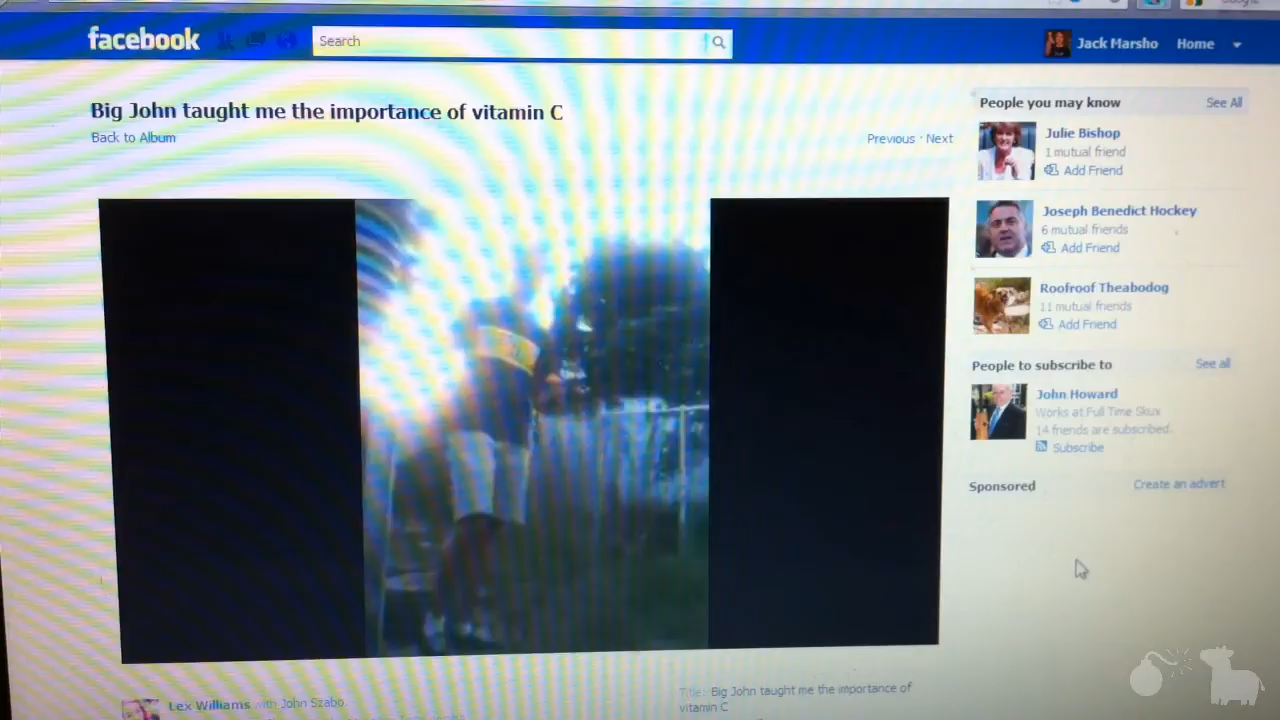 facebook
Search
Jack Marsho
Home
Big John taught me the importance of vitamin C
Back to Album
Previous · Next
People you may know
See All
Julie Bishop
1 mutual friend
Add Friend
Joseph Benedict Hockey
6 mutual friends
Add Friend
Roofroof Theabodog
11 mutual friends
Add Friend
People to subscribe to
See all
John Howard
Works at Full Time Skux
14 friends are subscribed.
Subscribe
Sponsored
Create an advert
Lex Williams with John Szabo.
Title: Big John taught me the importance of
vitamin C